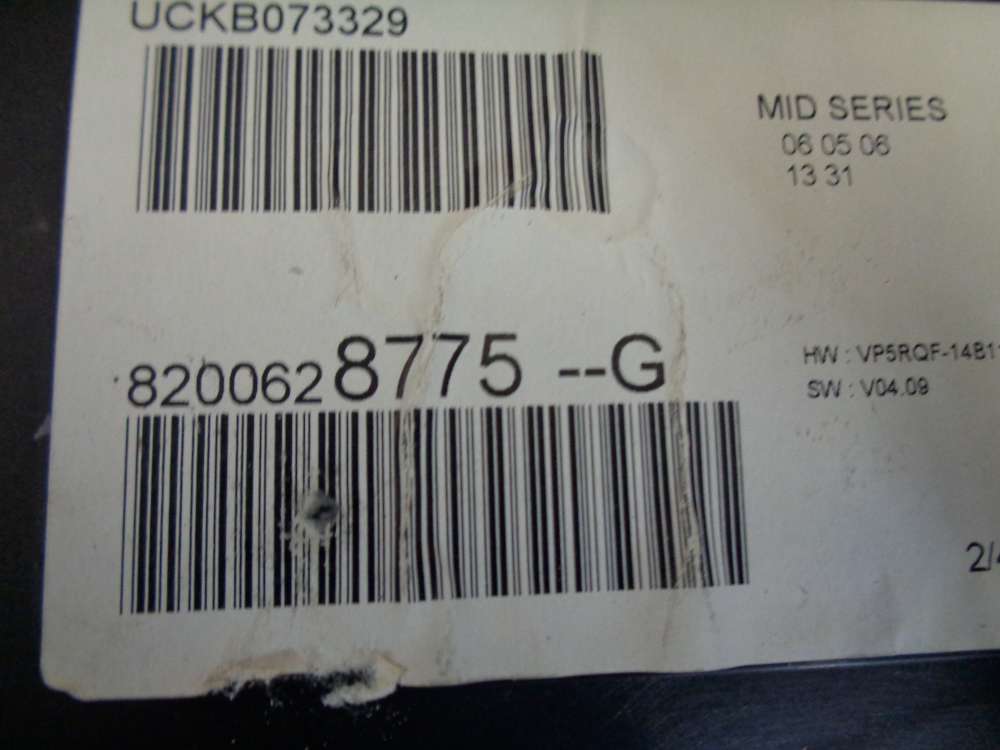 UCKB073329
MID SERIES
06 05 06
13 31
8200628775 --G
HW : VP5RQF-14B1
SW : V04.09
2/